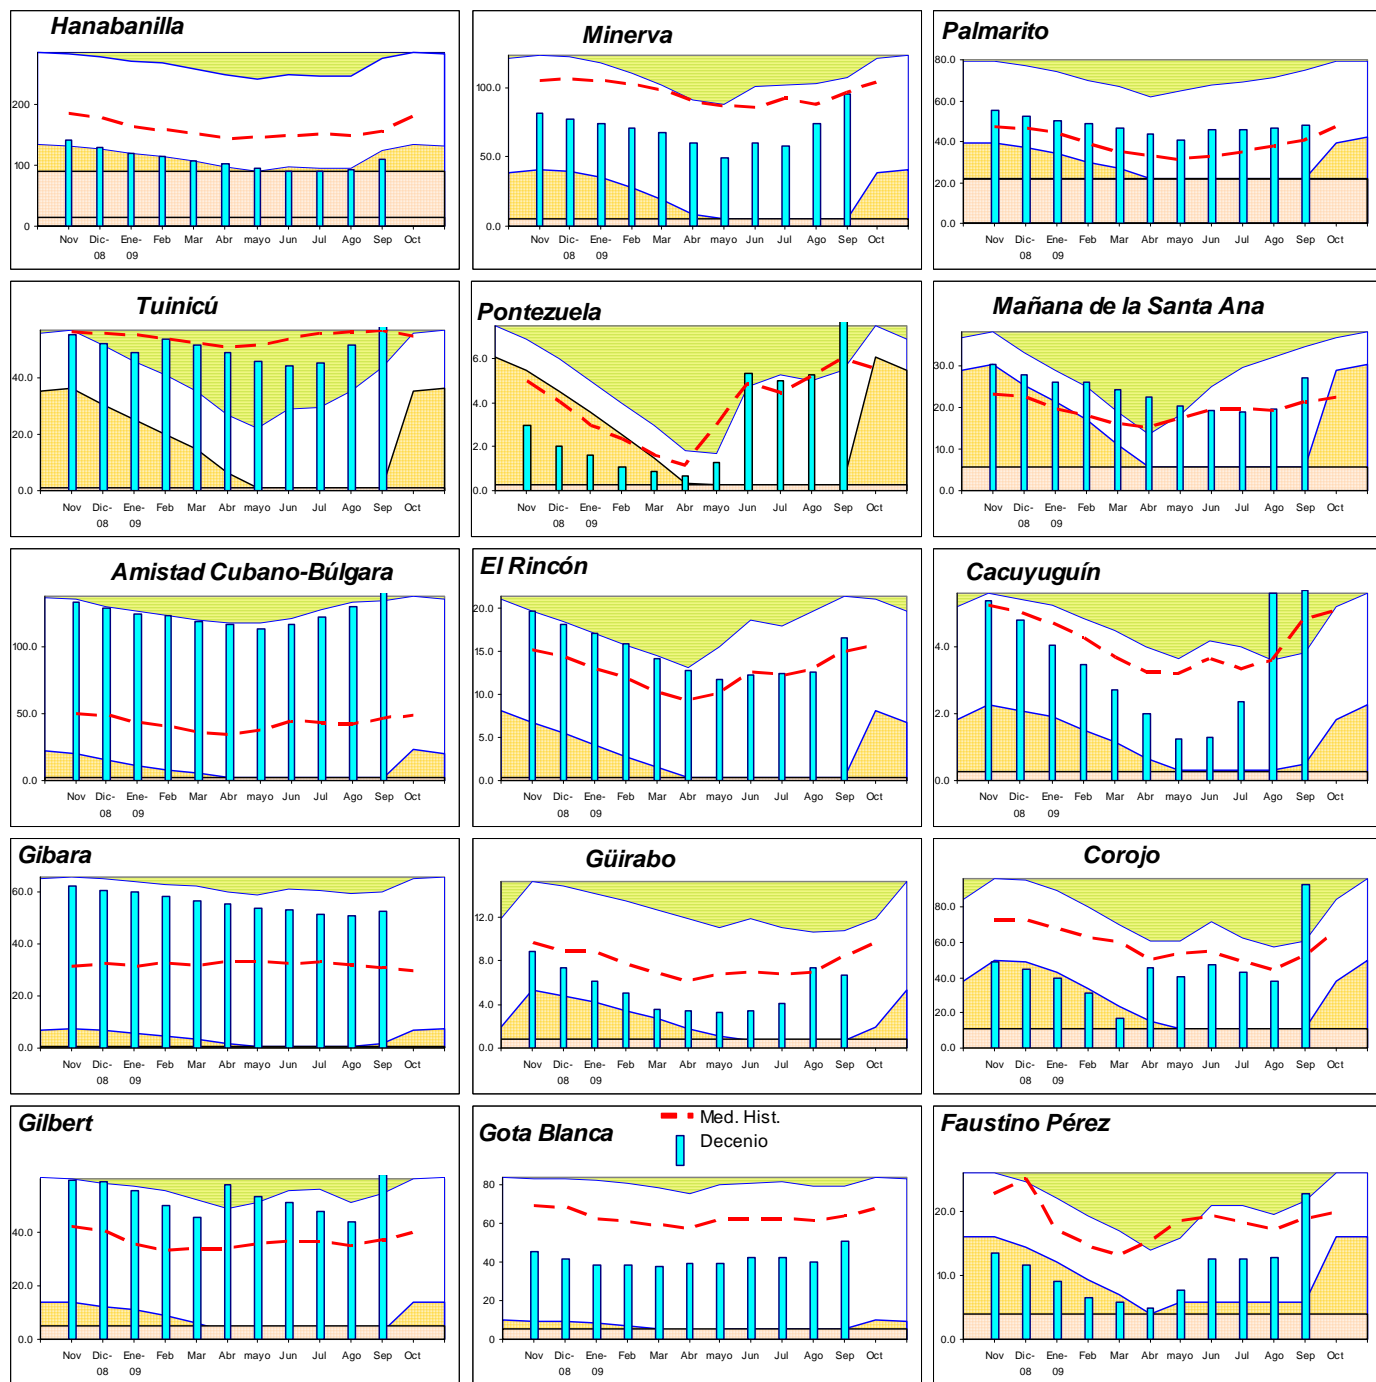 Hanabanilla
200
100
0
Nov Dic- Ene- Feb Mar Abr mayo Jun Jul Ago Sep Oct
08 09
Minerva
100.0
50.0
0.0
Nov Dic- Ene- Feb Mar Abr mayo Jun Jul Ago Sep Oct
08 09
Palmarito
80.0
60.0
40.0
20.0
0.0
Nov Dic- Ene- Feb Mar Abr mayo Jun Jul Ago Sep Oct
08 09
Tuinicú
40.0
20.0
0.0
Nov Dic- Ene- Feb Mar Abr mayo Jun Jul Ago Sep Oct
08 09
Pontezuela
6.0
4.0
2.0
0.0
Nov Dic- Ene- Feb Mar Abr mayo Jun Jul Ago Sep Oct
08 09
Mañana de la Santa Ana
30.0
20.0
10.0
0.0
Nov Dic- Ene- Feb Mar Abr mayo Jun Jul Ago Sep Oct
08 09
Amistad Cubano-Búlgara
100.0
50.0
0.0
Nov Dic- Ene- Feb Mar Abr mayo Jun Jul Ago Sep Oct
08 09
El Rincón
20.0
15.0
10.0
5.0
0.0
Nov Dic- Ene- Feb Mar Abr mayo Jun Jul Ago Sep Oct
08 09
Cacuyuguín
4.0
2.0
0.0
Nov Dic- Ene- Feb Mar Abr mayo Jun Jul Ago Sep Oct
08 09
Gibara
60.0
40.0
20.0
0.0
Nov Dic- Ene- Feb Mar Abr mayo Jun Jul Ago Sep Oct
08 09
Güirabo
12.0
8.0
4.0
0.0
Nov Dic- Ene- Feb Mar Abr mayo Jun Jul Ago Sep Oct
08 09
Corojo
80.0
60.0
40.0
20.0
0.0
Nov Dic- Ene- Feb Mar Abr mayo Jun Jul Ago Sep Oct
08 09
Gilbert
40.0
20.0
0.0
Nov Dic- Ene- Feb Mar Abr mayo Jun Jul Ago Sep Oct
08 09
Gota Blanca
Med. Hist.
Decenio
80
60
40
20
0
Nov Dic- Ene- Feb Mar Abr mayo Jun Jul Ago Sep Oct
08 09
Faustino Pérez
20.0
10.0
0.0
Nov Dic- Ene- Feb Mar Abr mayo Jun Jul Ago Sep Oct
08 09